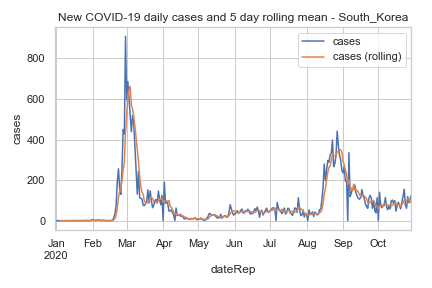 New COVID-19 daily cases and 5 day rolling mean - South_Korea
cases
cases (rolling)
800
600
400
200
0
cases
Jan Feb Mar Apr May Jun Jul Aug Sep Oct
2020
dateRep